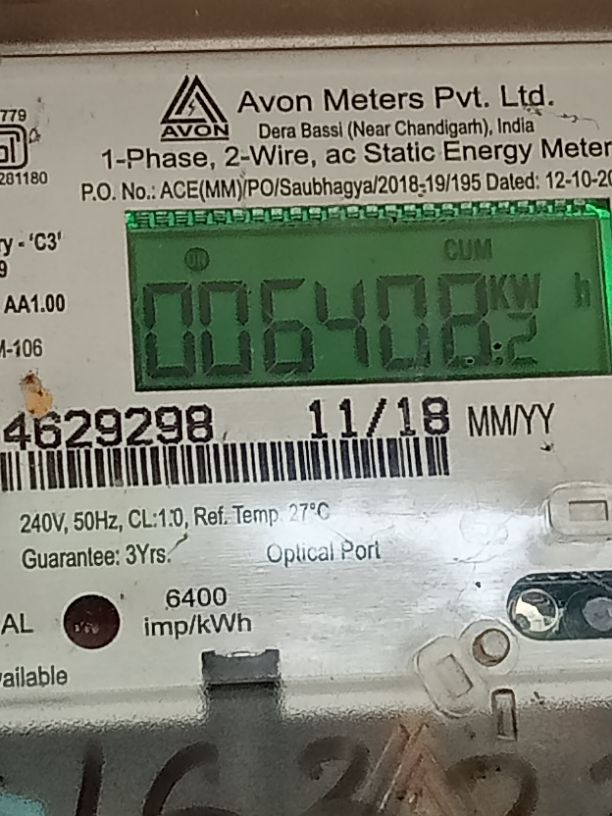 779
281180
AVON
Avon Meters Pvt. Ltd.
Dera Bassi (Near Chandigarh), India
1-Phase, 2-Wire, ac Static Energy Meter
P.O. No.: ACE(MM)/PO/Saubhagya/2018-19/195 Dated: 12-10-20
ry - 'C3'
9
AA1.00
M-106
CUM
006408.2 KW h
4629298 11/18 MM/YY
240V, 50Hz, CL:1.0, Ref. Temp. 27°C
Guarantee: 3Yrs. Optical Port
AL 6400
imp/kWh
vailable